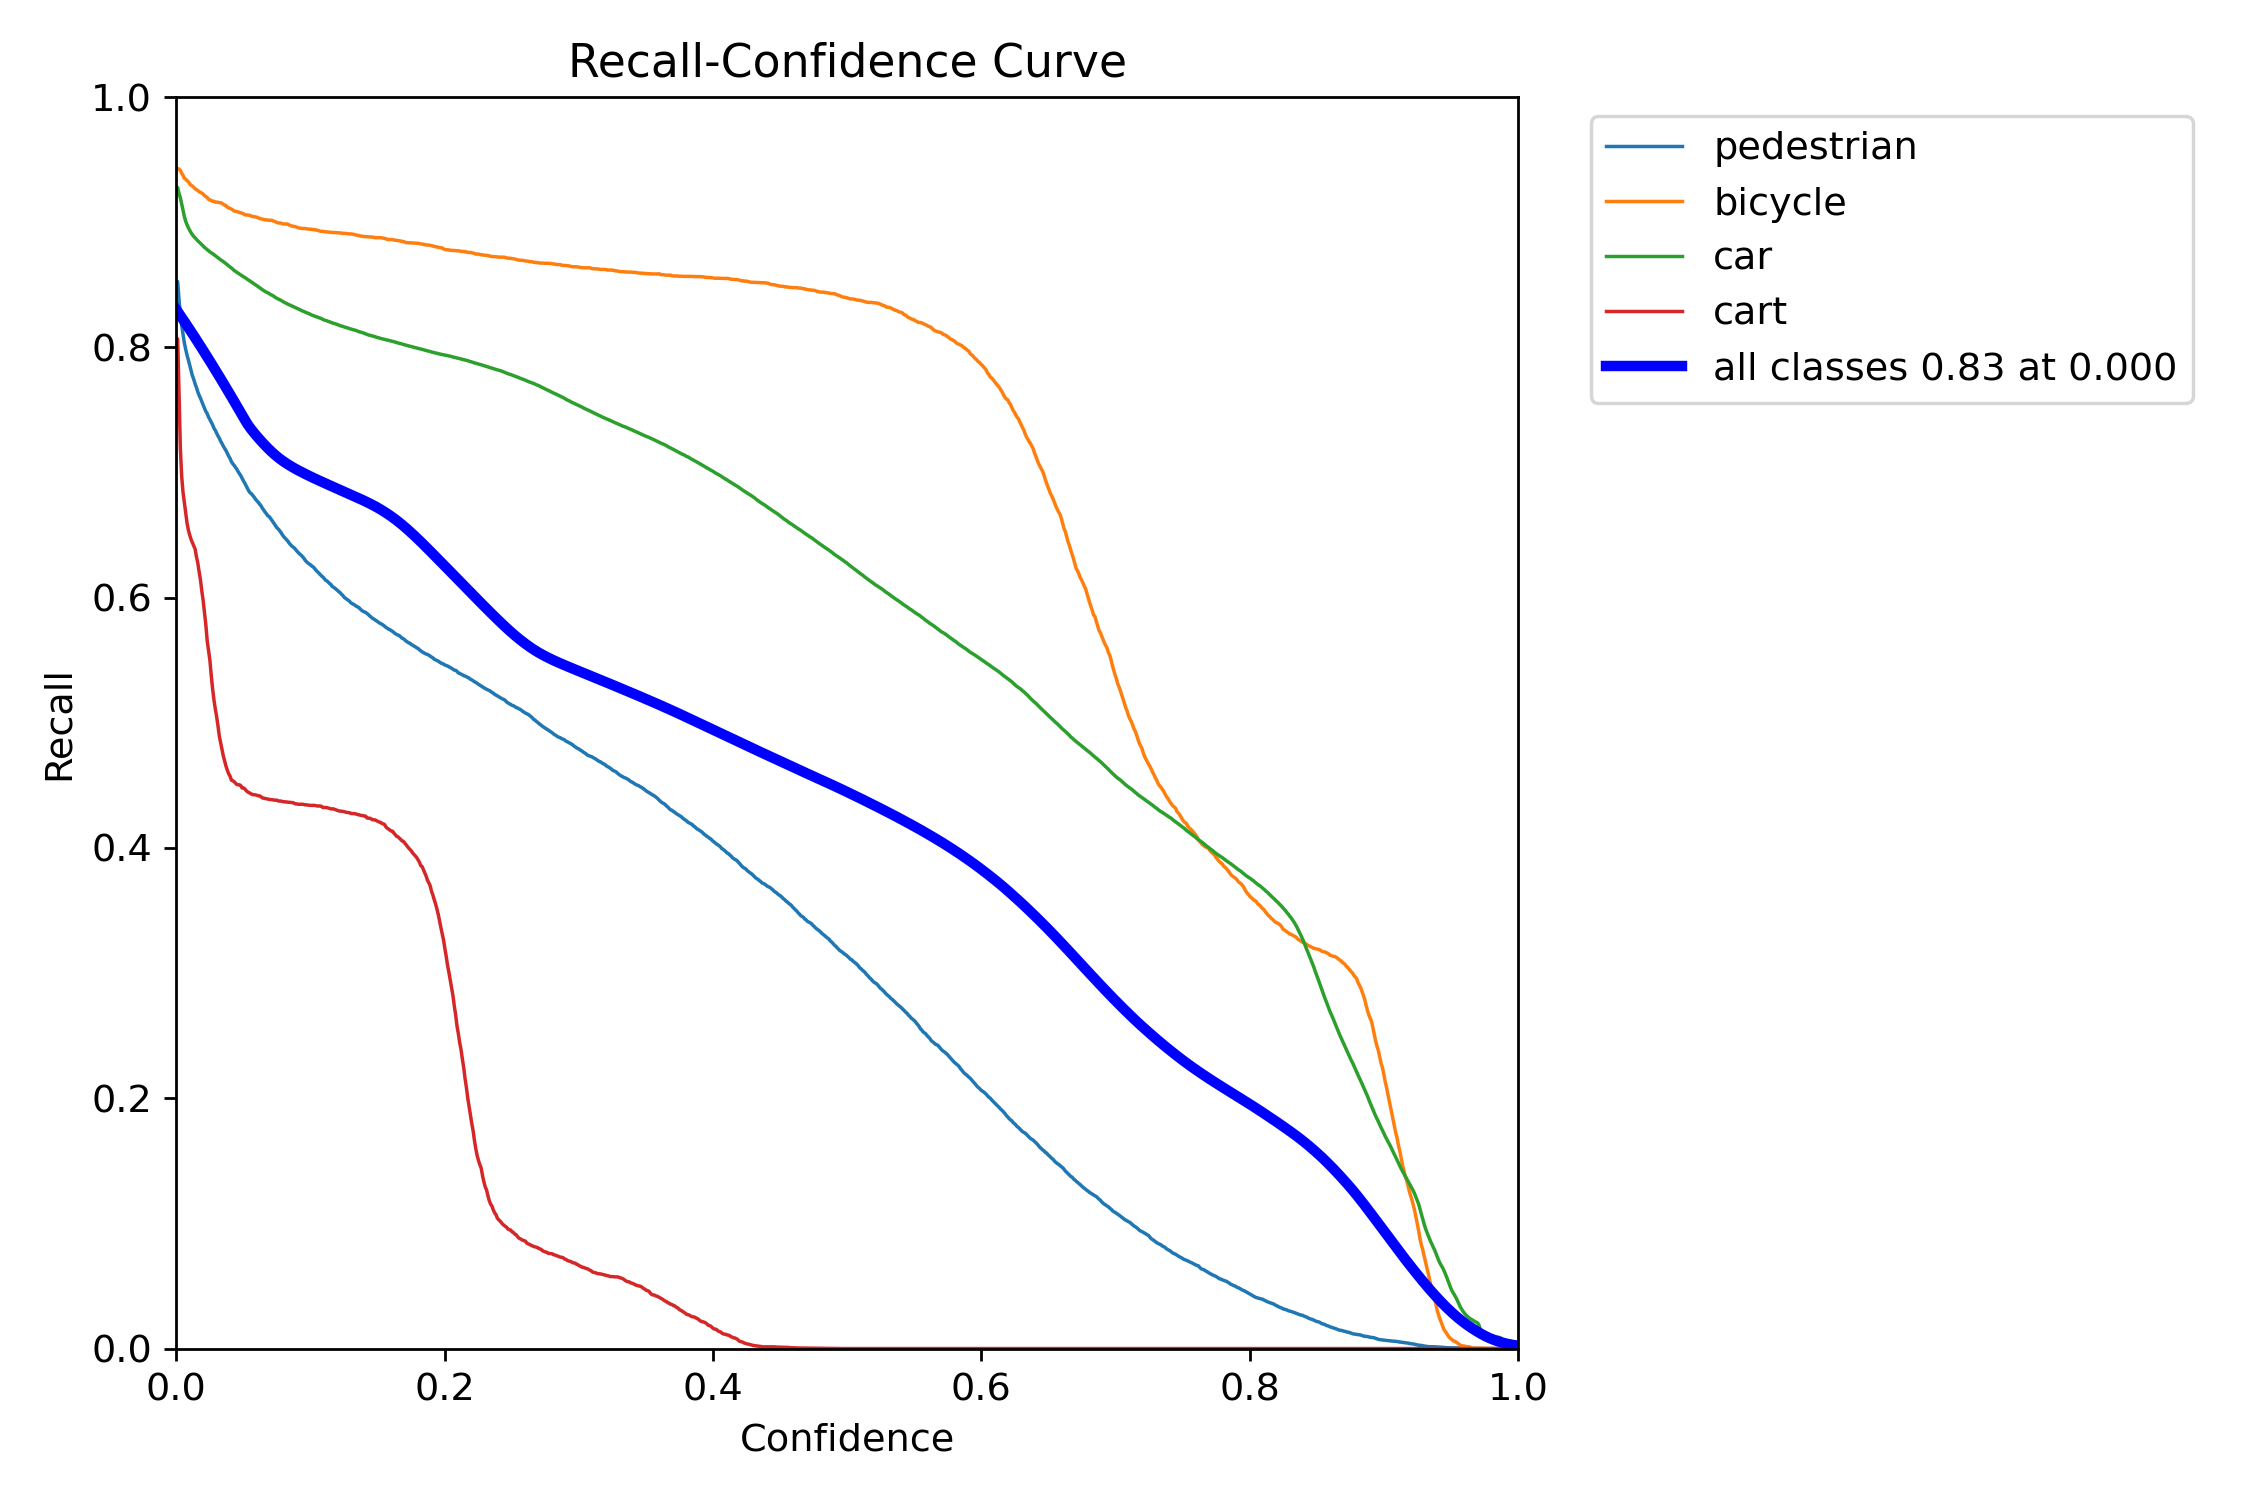 Recall-Confidence Curve
1.0
0.8
0.6
0.4
0.2
0.0
Recall
0.0 0.2 0.4 0.6 0.8 1.0
Confidence
pedestrian
bicycle
car
cart
all classes 0.83 at 0.000